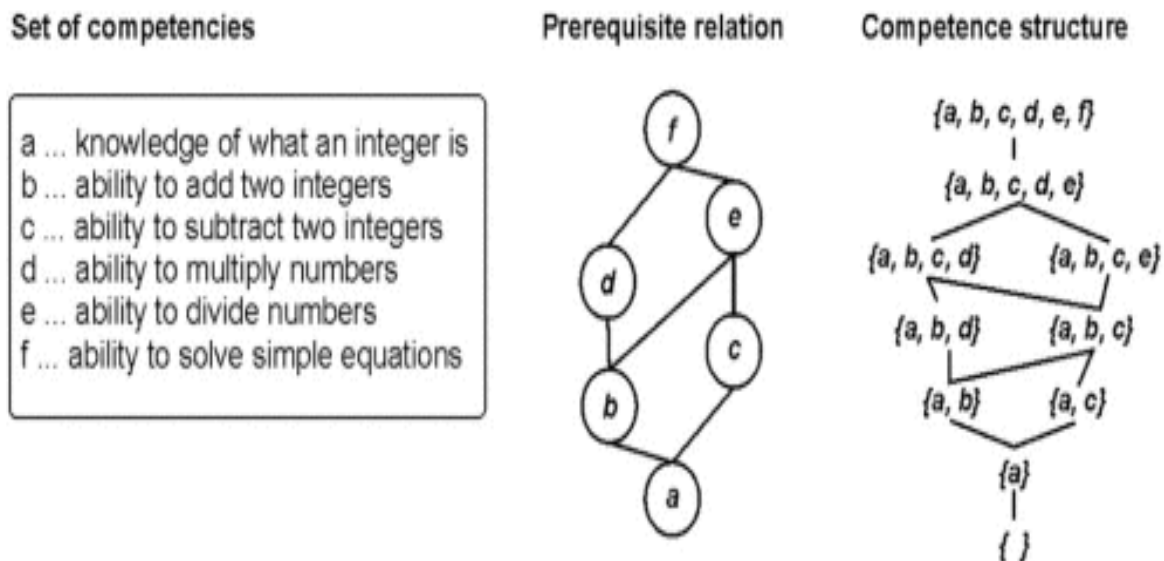 Set of competencies
a ... knowledge of what an integer is
b ... ability to add two integers
c ... ability to subtract two integers
d ... ability to multiply numbers
e ... ability to divide numbers
f ... ability to solve simple equations
Prerequisite relation
f
e
d
c
b
a
Competence structure
{a, b, c, d, e, f}
{a, b, c, d, e}
{a, b, c, d} {a, b, c, e}
{a, b, d} {a, b, c}
{a, b} {a, c}
{a}
{ }